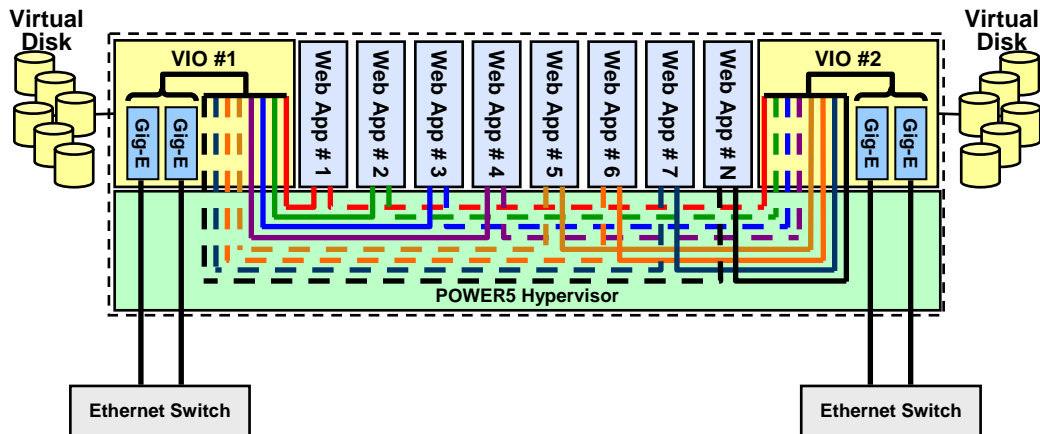 Virtual
Disk
Virtual
Disk
VIO #1
Gig-E
Gig-E
Web App # 1
Web App # 2
Web App # 3
Web App # 4
Web App # 5
Web App # 6
Web App # 7
Web App # N
VIO #2
Gig-E
Gig-E
POWER5 Hypervisor
Ethernet Switch
Ethernet Switch